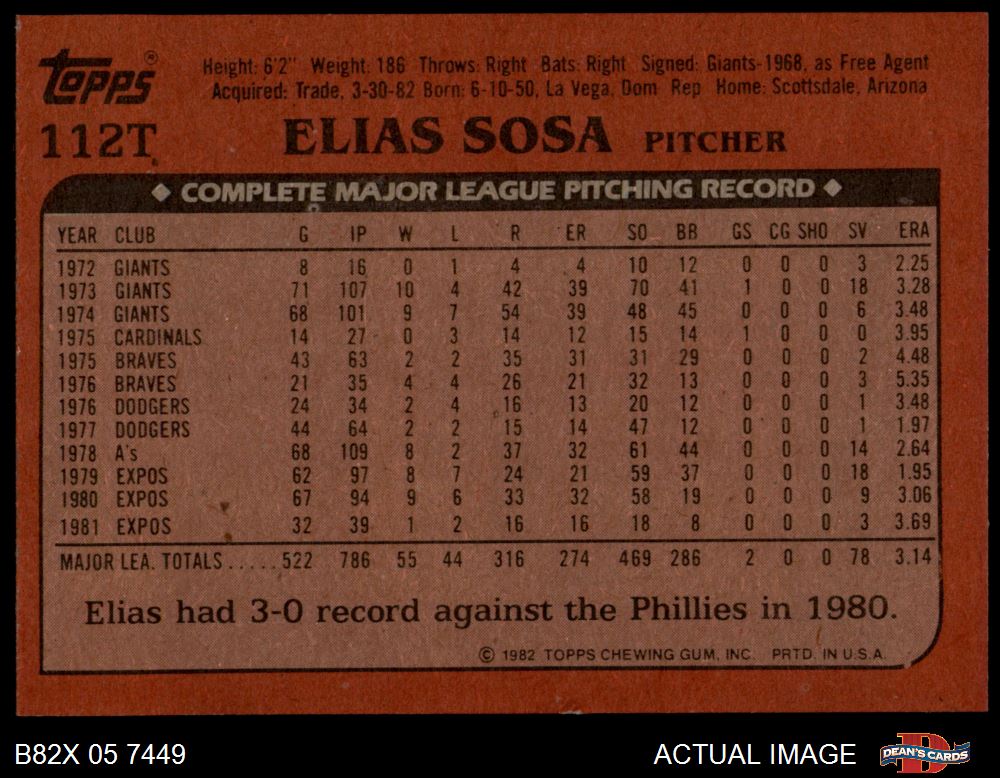 Topps®
Height: 6'2" Weight: 186 Throws: Right Bats: Right Signed: Giants-1968, as Free Agent
Acquired: Trade, 3-30-82 Born: 6-10-50, La Vega, Dom Rep Home: Scottsdale, Arizona
112T ELIAS SOSA PITCHER
◆ COMPLETE MAJOR LEAGUE PITCHING RECORD ◆
YEAR CLUB G IP W L R ER SO BB GS CG SHO SV ERA
1972 GIANTS 8 16 0 1 4 4 10 12 0 0 0 3 2.25
1973 GIANTS 71 107 10 4 42 39 70 41 1 0 0 18 3.28
1974 GIANTS 68 101 9 7 54 39 48 45 0 0 0 6 3.48
1975 CARDINALS 14 27 0 3 14 12 15 14 1 0 0 0 3.95
1975 BRAVES 43 63 2 2 35 31 31 29 0 0 0 2 4.48
1976 BRAVES 21 35 4 4 26 21 32 13 0 0 0 3 5.35
1976 DODGERS 24 34 2 4 16 13 20 12 0 0 0 1 3.48
1977 DODGERS 44 64 2 2 15 14 47 12 0 0 0 1 1.97
1978 A's 68 109 8 2 37 32 61 44 0 0 0 14 2.64
1979 EXPOS 62 97 8 7 24 21 59 37 0 0 0 18 1.95
1980 EXPOS 67 94 9 6 33 32 58 19 0 0 0 9 3.06
1981 EXPOS 32 39 1 2 16 16 18 8 0 0 0 3 3.69
MAJOR LEA. TOTALS.....522 786 55 44 316 274 469 286 2 0 0 78 3.14
Elias had 3-0 record against the Phillies in 1980.
© 1982 TOPPS CHEWING GUM, INC. PRTD. IN U.S.A.
B82X 05 7449 ACTUAL IMAGE DEAN'S CARDS